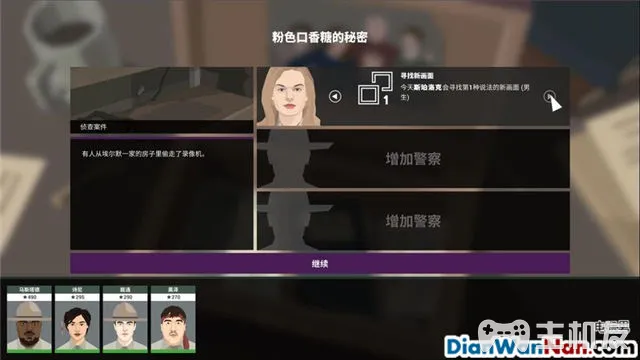 粉色口香糖的秘密
寻找新画面
今天斯哈洛克会寻找第1种说法的新画面 (男
生)
1
侦查案件
有人从埃尔默一家的房子里偷走了录像机。
增加警察
增加警察
继续
马斯塔德
★490
诗尼
★295
★290
莫泽
★270
主机爱
DianWanNan.com